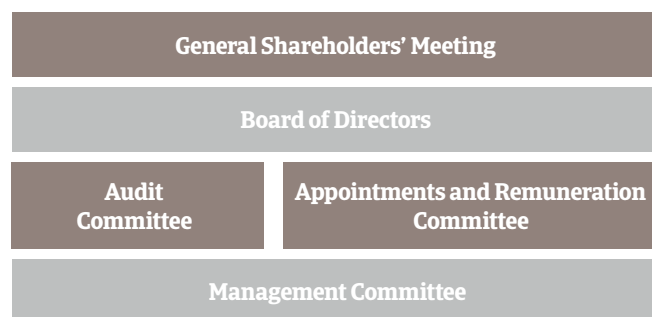 General Shareholders’ Meeting
Board of Directors
Audit
Committee
Appointments and Remuneration
Committee
Management Committee